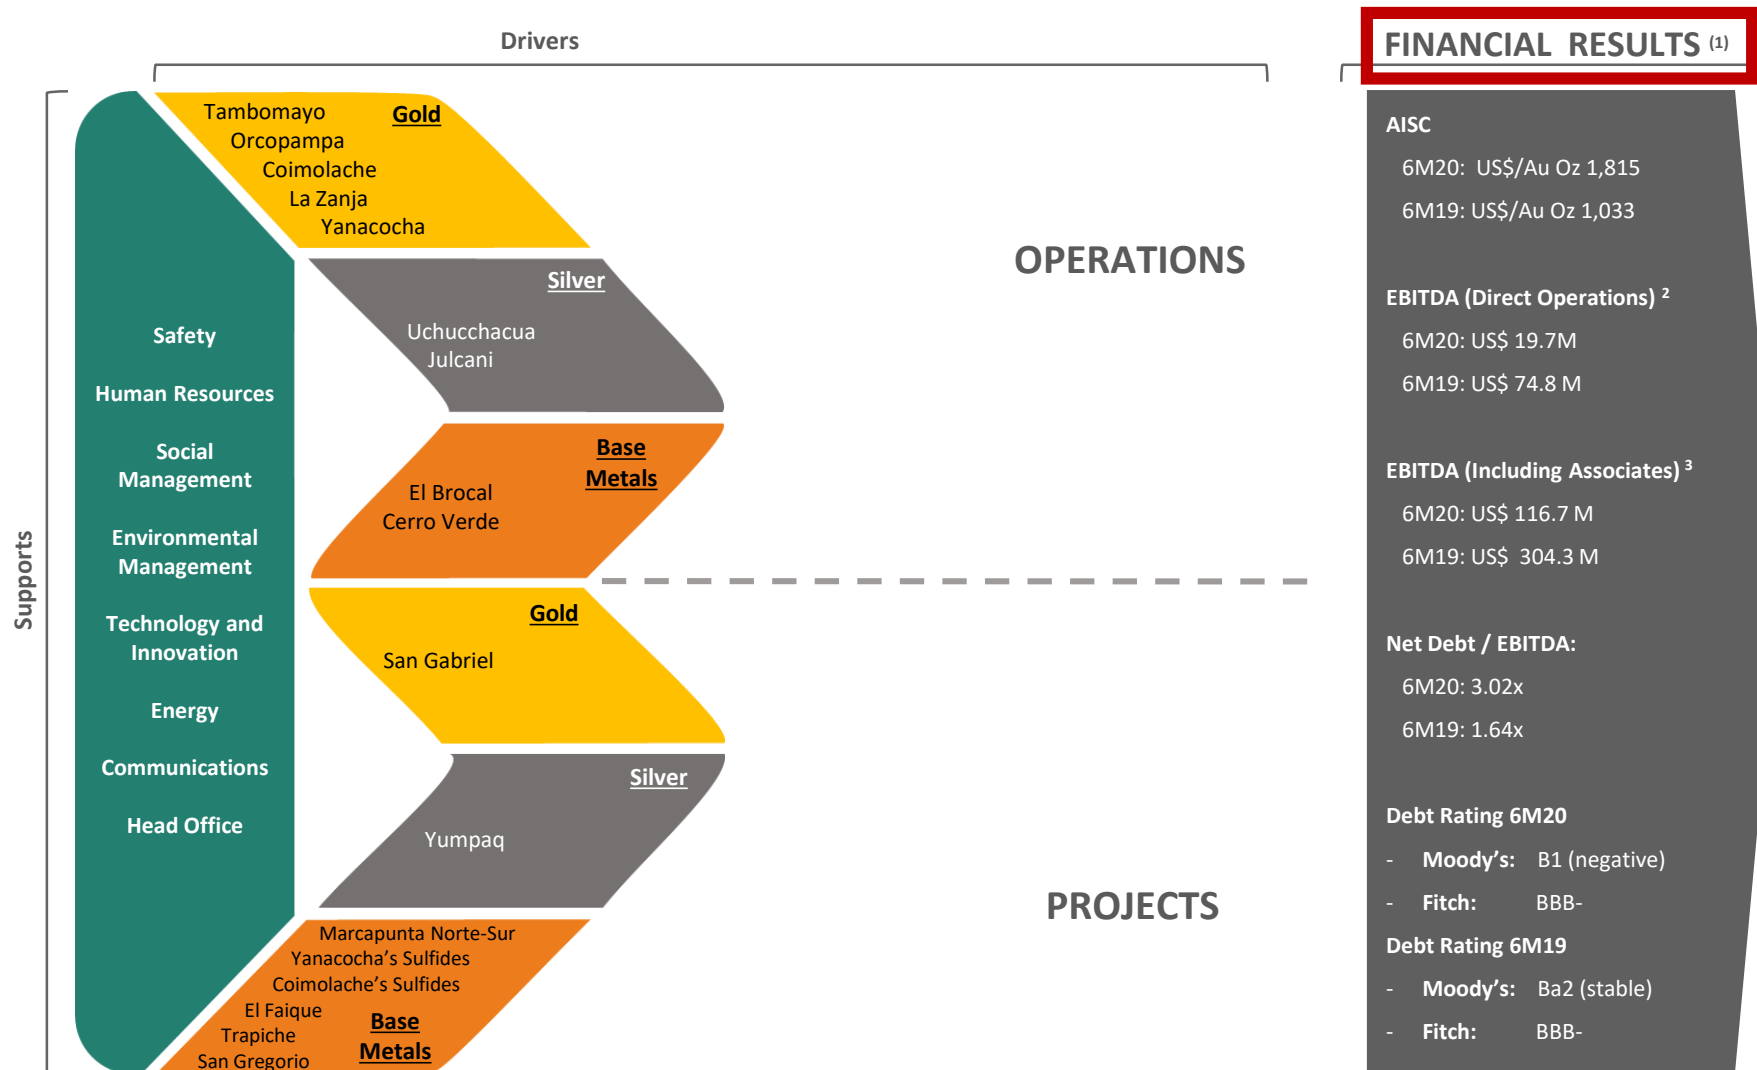 Drivers
FINANCIAL RESULTS (1)
Supports
Safety
Human Resources
Social
Management
Environmental
Management
Technology and
Innovation
Energy
Communications
Head Office
Gold
Tambomayo
Orcopampa
Coimolache
La Zanja
Yanacocha
Silver
Uchucchacua
Julcani
Base
Metals
El Brocal
Cerro Verde
OPERATIONS
Gold
San Gabriel
Silver
Yumpaq
Marcapunta Norte-Sur
Yanacocha’s Sulfides
Coimolache’s Sulfides
El Faique
Trapiche
San Gregorio
Base
Metals
PROJECTS
AISC
6M20: US$/Au Oz 1,815
6M19: US$/Au Oz 1,033
EBITDA (Direct Operations) 2
6M20: US$ 19.7M
6M19: US$ 74.8 M
EBITDA (Including Associates) 3
6M20: US$ 116.7 M
6M19: US$ 304.3 M
Net Debt / EBITDA:
6M20: 3.02x
6M19: 1.64x
Debt Rating 6M20
- Moody’s: B1 (negative)
- Fitch: BBB-
Debt Rating 6M19
- Moody’s: Ba2 (stable)
- Fitch: BBB-